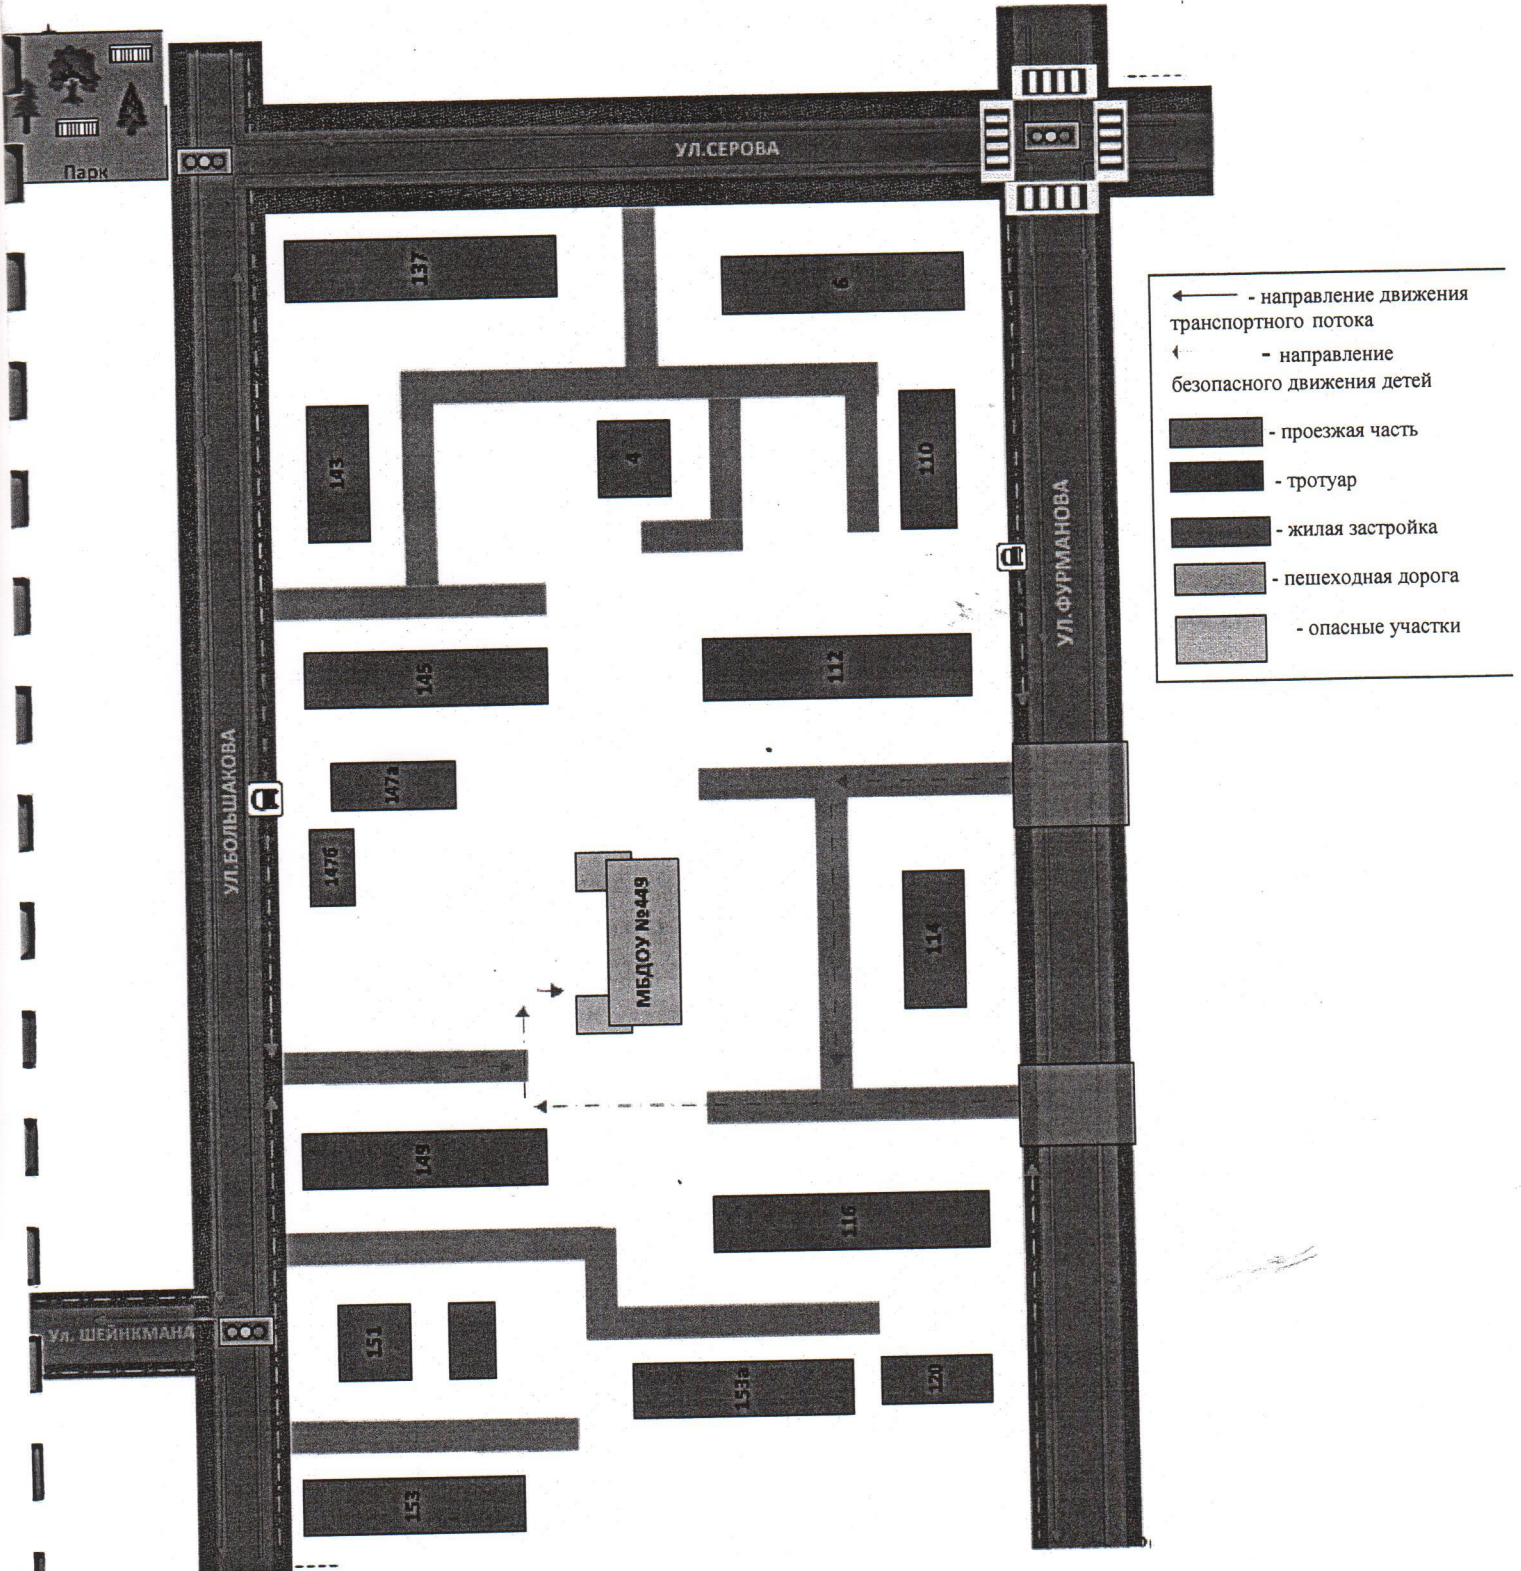 Парк
УЛ.СЕРОВА
137
6
- направление движения
транспортного потока
- направление
безопасного движения детей
- проезжая часть
- тротуар
- жилая застройка
- пешеходная дорога
- опасные участки
143
4
110
УЛ.ФУРМАНОВА
145
112
УЛ.БОЛЬШАКОВА
147а
147б
МБДОУ №449
114
149
116
Ул. ШЕЙНКМАНА
151
153а
120
153